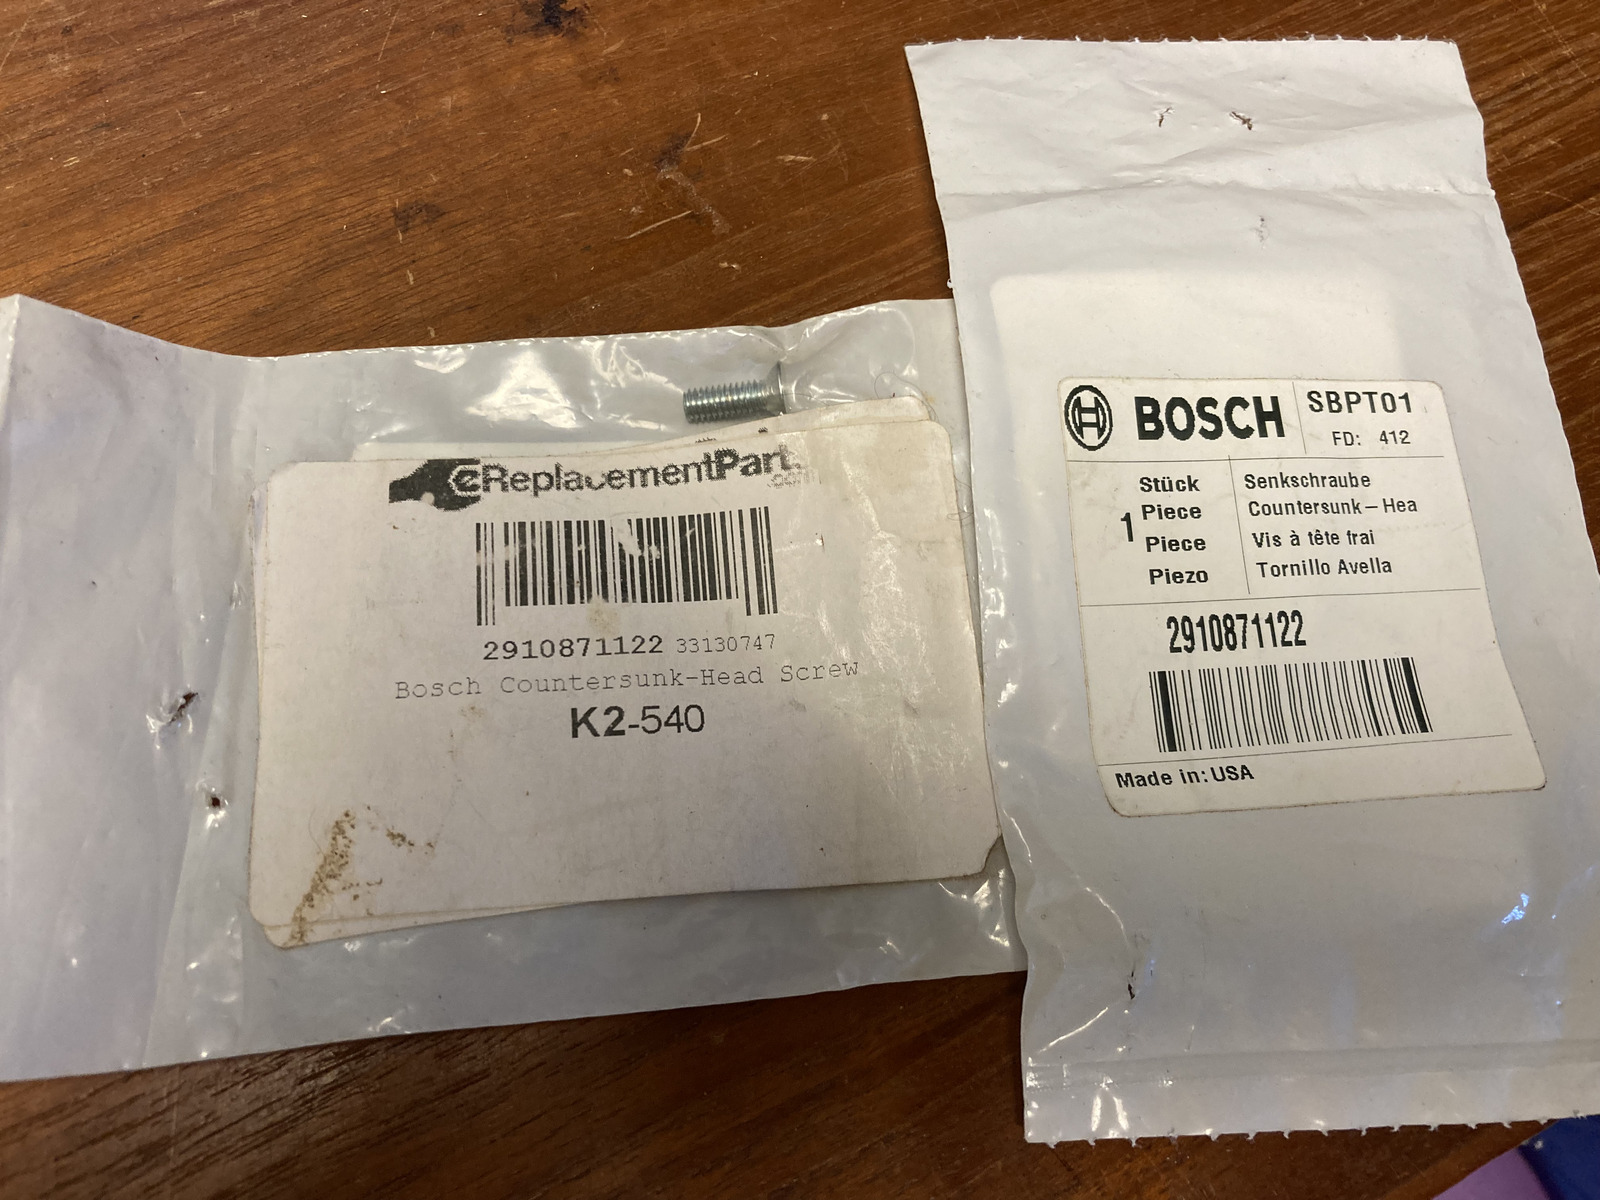 eReplacementParts
.com
2910871122 33130747
Bosch Countersunk-Head Screw
K2-540
BOSCH
SBPT01
FD: 412
1
Stück
Piece
Piece
Piezo
Senkschraube
Countersunk-Hea
Vis à tête frai
Tornillo Avella
2910871122
Made in: USA